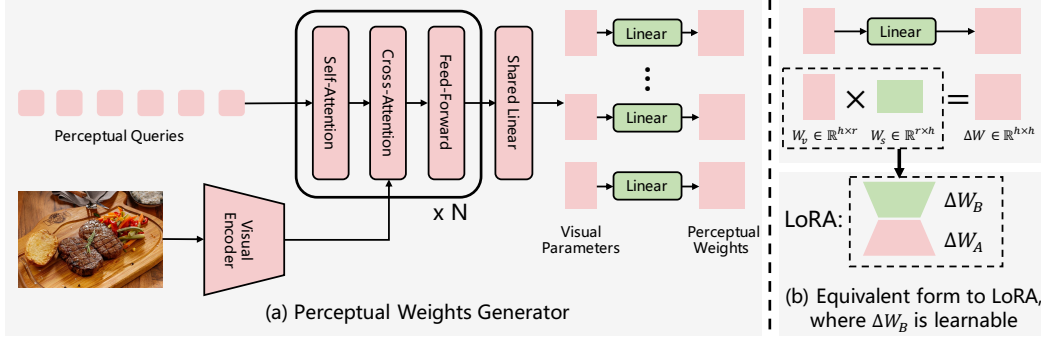 Perceptual Queries
Self-Attention
Cross-Attention
Feed-Forward
x N
Shared Linear
Visual
Encoder
Linear
Linear
Linear
Visual
Parameters
Perceptual
Weights
(a) Perceptual Weights Generator
Linear
× =
W_v ∈ ℝ^{h×r} W_s ∈ ℝ^{r×h} ΔW ∈ ℝ^{h×h}
LoRA:
ΔW_B
ΔW_A
(b) Equivalent form to LoRA,
where ΔW_B is learnable